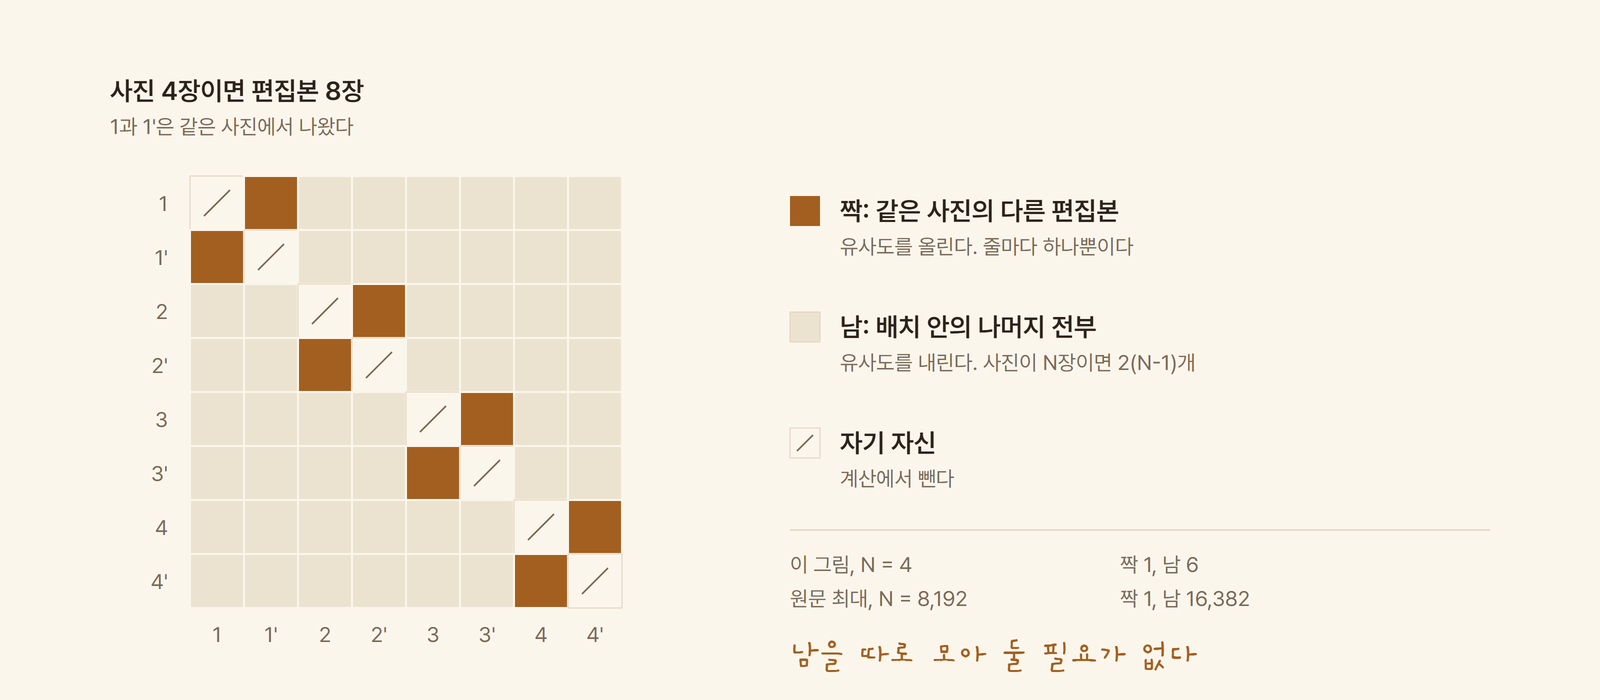 사진 4장이면 편집본 8장
1과 1'은 같은 사진에서 나왔다
1
1'
2
2'
3
3'
4
4'
1 1' 2 2' 3 3' 4 4'
짝: 같은 사진의 다른 편집본
유사도를 올린다. 줄마다 하나뿐이다
남: 배치 안의 나머지 전부
유사도를 내린다. 사진이 N장이면 2(N-1)개
자기 자신
계산에서 뺀다
이 그림, N = 4 짝 1, 남 6
원문 최대, N = 8,192 짝 1, 남 16,382
남을 따로 모아 둘 필요가 없다